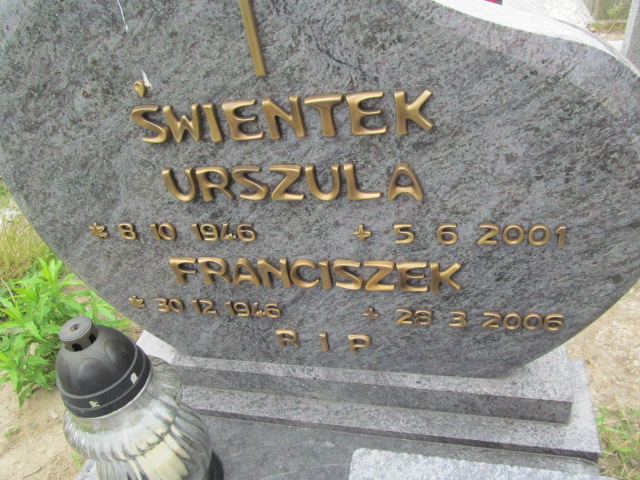 ŚWIENTEK
URSZULA
* 8 10 1946 + 5 6 2001
FRANCISZEK
* 30 12 1946 + 28 3 2006
R I P